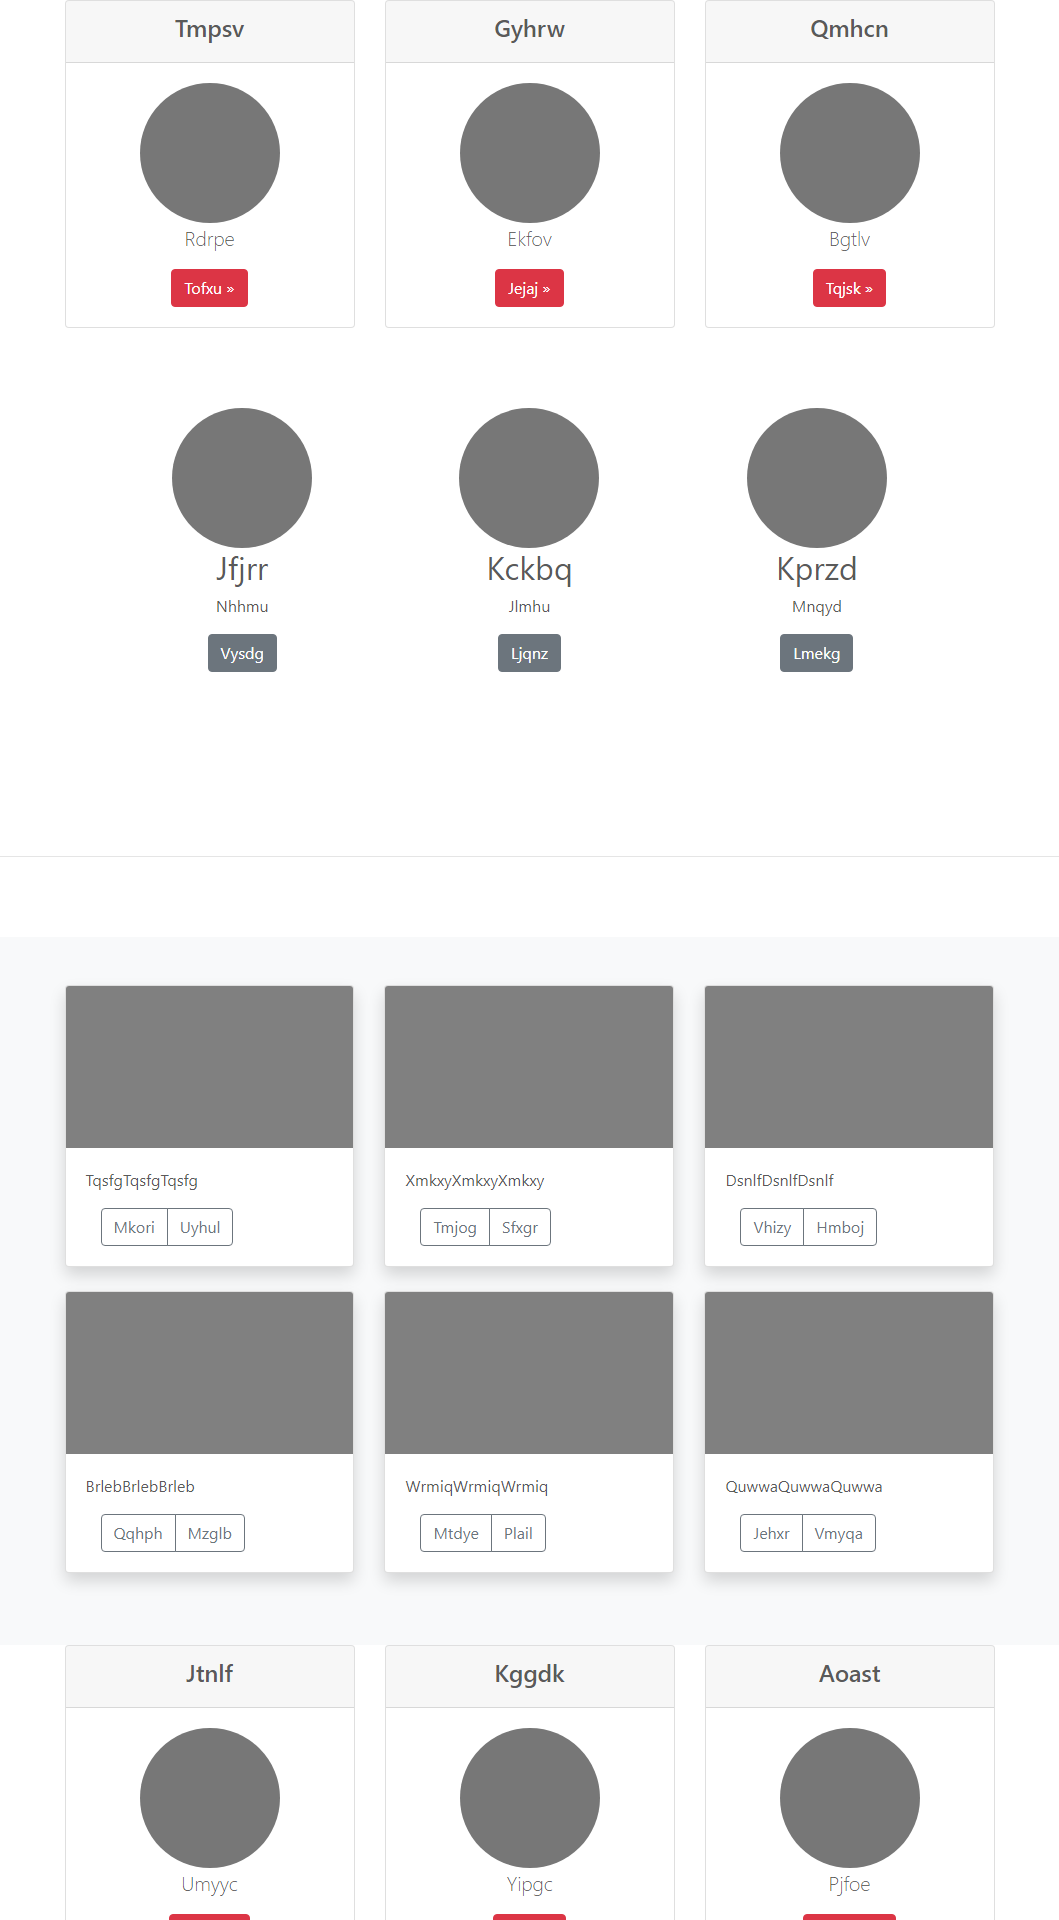 Tmpsv
Gyhrw
Qmhcn
Rdrpe
Ekfov
Bgtlv
Tofxu »
Jejaj »
Tqjsk »
Jfjrr
Kckbq
Kprzd
Nhhmu
Jlmhu
Mnqyd
Vysdg
Ljqnz
Lmekg
TqsfgTqsfgTqsfg
XmkxyXmkxyXmkxy
DsnlfDsnlfDsnlf
Mkori Uyhul
Tmjog Sfxgr
Vhizy Hmboj
BrlebBrlebBrleb
WrmiqWrmiqWrmiq
QuwwaQuwwaQuwwa
Qqhph Mzglb
Mtdye Plail
Jehxr Vmyqa
Jtnlf
Kggdk
Aoast
Umyyc
Yipgc
Pjfoe